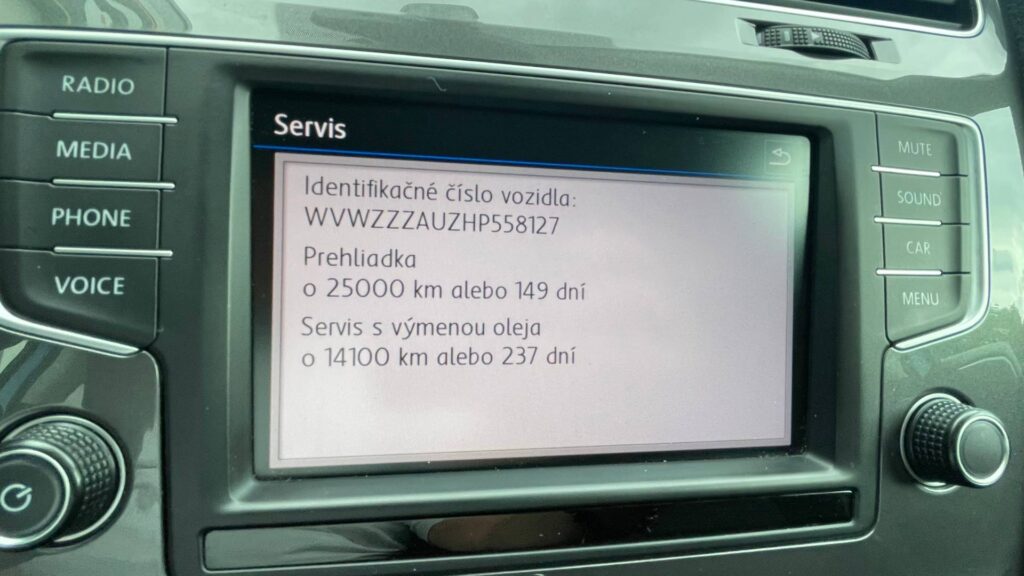 RADIO
MEDIA
PHONE
VOICE
Servis
Identifikačné číslo vozidla:
WVWZZZAUZHP558127
Prehliadka
o 25000 km alebo 149 dní
Servis s výmenou oleja
o 14100 km alebo 237 dní
MUTE
SOUND
CAR
MENU